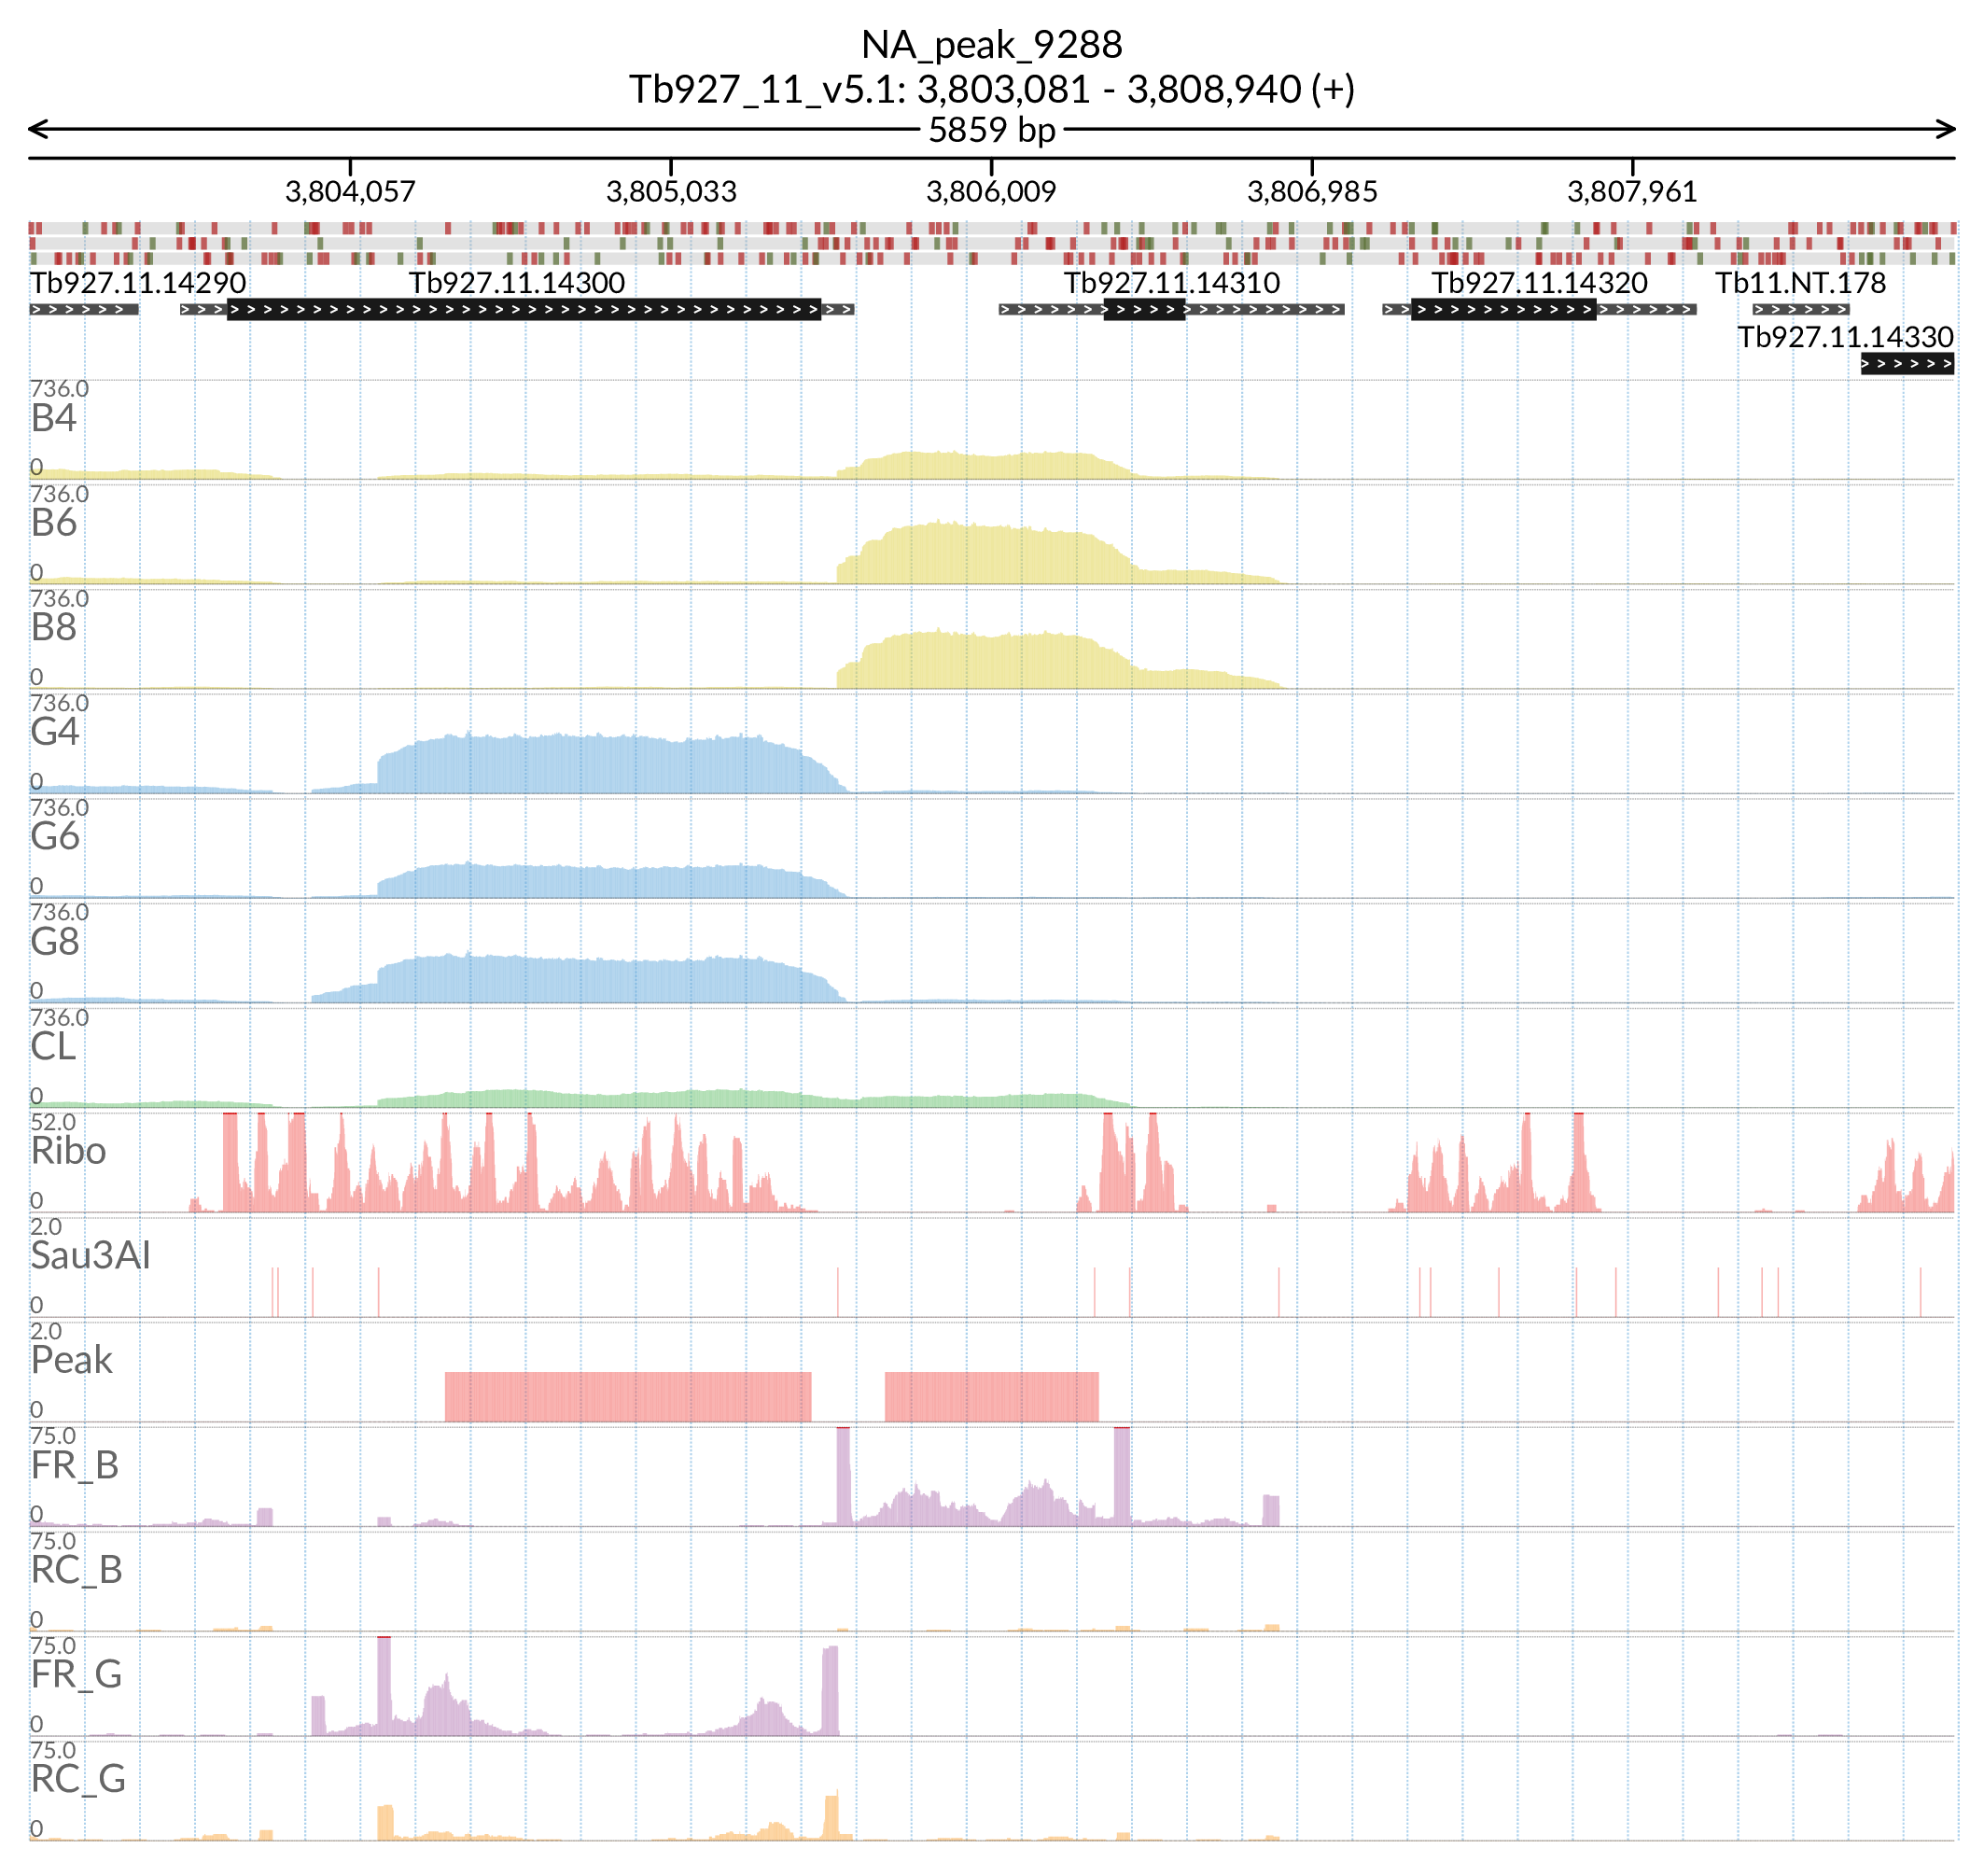 NA_peak_9288
Tb927_11_v5.1: 3,803,081 - 3,808,940 (+)
5859 bp
3,804,057 3,805,033 3,806,009 3,806,985 3,807,961
Tb927.11.14290 Tb927.11.14300 Tb927.11.14310 Tb927.11.14320 Tb11.NT.178
Tb927.11.14330
736.0
B4
0
736.0
B6
0
736.0
B8
0
736.0
G4
0
736.0
G6
0
736.0
G8
0
736.0
CL
0
52.0
Ribo
0
2.0
Sau3AI
0
2.0
Peak
0
75.0
FR_B
0
75.0
RC_B
0
75.0
FR_G
0
75.0
RC_G
0